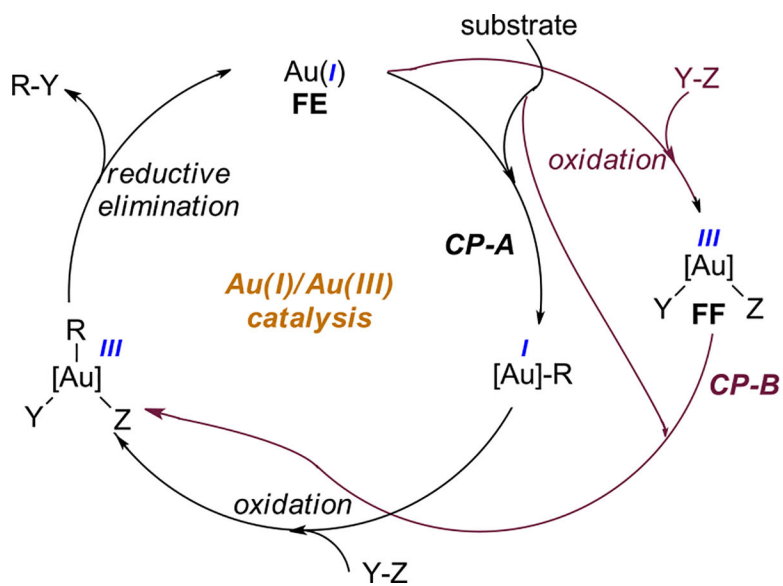 substrate
Au(I)
FE
R-Y
Y-Z
oxidation
reductive
elimination
CP-A
III
[Au]
Y
Z
FF
Au(I)/Au(III)
catalysis
R
III
[Au]
Y
Z
I
[Au]-R
CP-B
oxidation
Y-Z